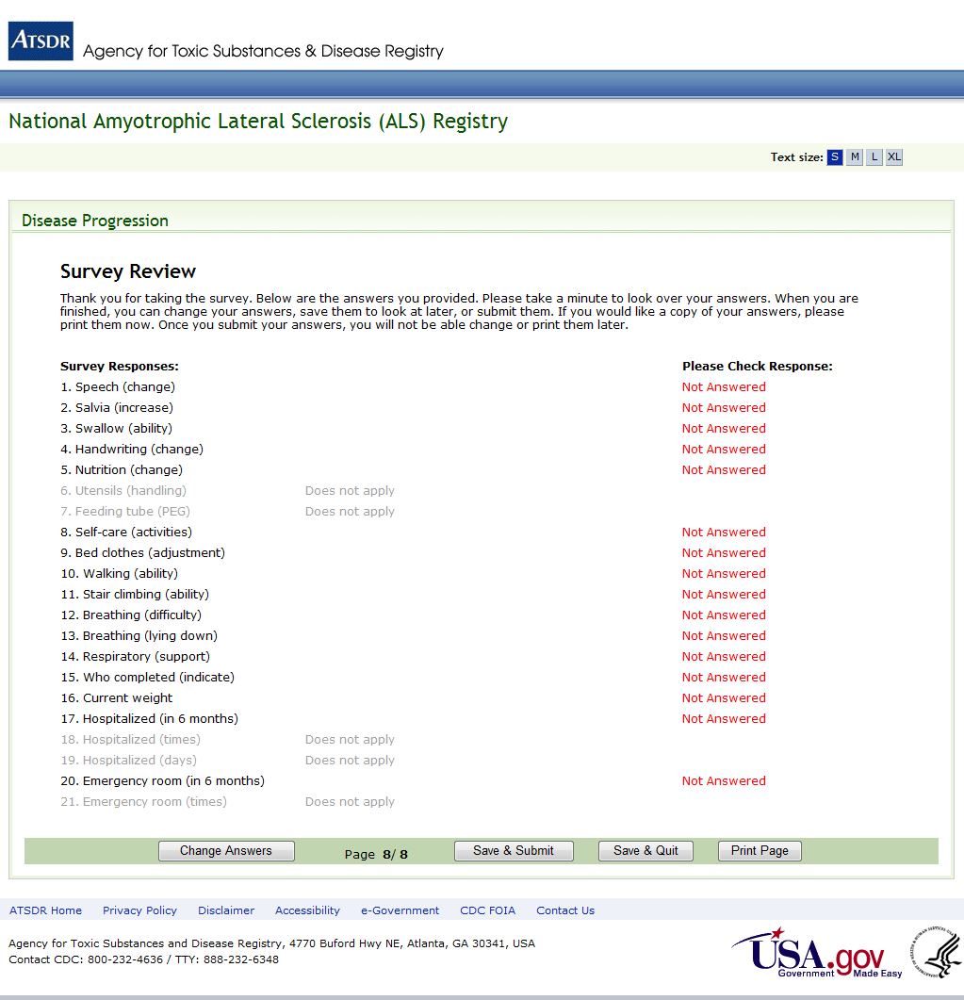 ATSDR
Agency for Toxic Substances & Disease Registry
National Amyotrophic Lateral Sclerosis (ALS) Registry
Text size: S M L XL
Disease Progression
Survey Review
Thank you for taking the survey. Below are the answers you provided. Please take a minute to look over your answers. When you are
finished, you can change your answers, save them to look at later, or submit them. If you would like a copy of your answers, please
print them now. Once you submit your answers, you will not be able change or print them later.
Survey Responses: Please Check Response:
1. Speech (change) Not Answered
2. Salvia (increase) Not Answered
3. Swallow (ability) Not Answered
4. Handwriting (change) Not Answered
5. Nutrition (change) Not Answered
6. Utensils (handling) Does not apply
7. Feeding tube (PEG) Does not apply
8. Self-care (activities) Not Answered
9. Bed clothes (adjustment) Not Answered
10. Walking (ability) Not Answered
11. Stair climbing (ability) Not Answered
12. Breathing (difficulty) Not Answered
13. Breathing (lying down) Not Answered
14. Respiratory (support) Not Answered
15. Who completed (indicate) Not Answered
16. Current weight Not Answered
17. Hospitalized (in 6 months) Not Answered
18. Hospitalized (times) Does not apply
19. Hospitalized (days) Does not apply
20. Emergency room (in 6 months) Not Answered
21. Emergency room (times) Does not apply
Change Answers Page 8/ 8 Save & Submit Save & Quit Print Page
ATSDR Home Privacy Policy Disclaimer Accessibility e-Government CDC FOIA Contact Us
Agency for Toxic Substances and Disease Registry, 4770 Buford Hwy NE, Atlanta, GA 30341, USA
Contact CDC: 800-232-4636 / TTY: 888-232-6348
USA.gov
Government Made Easy